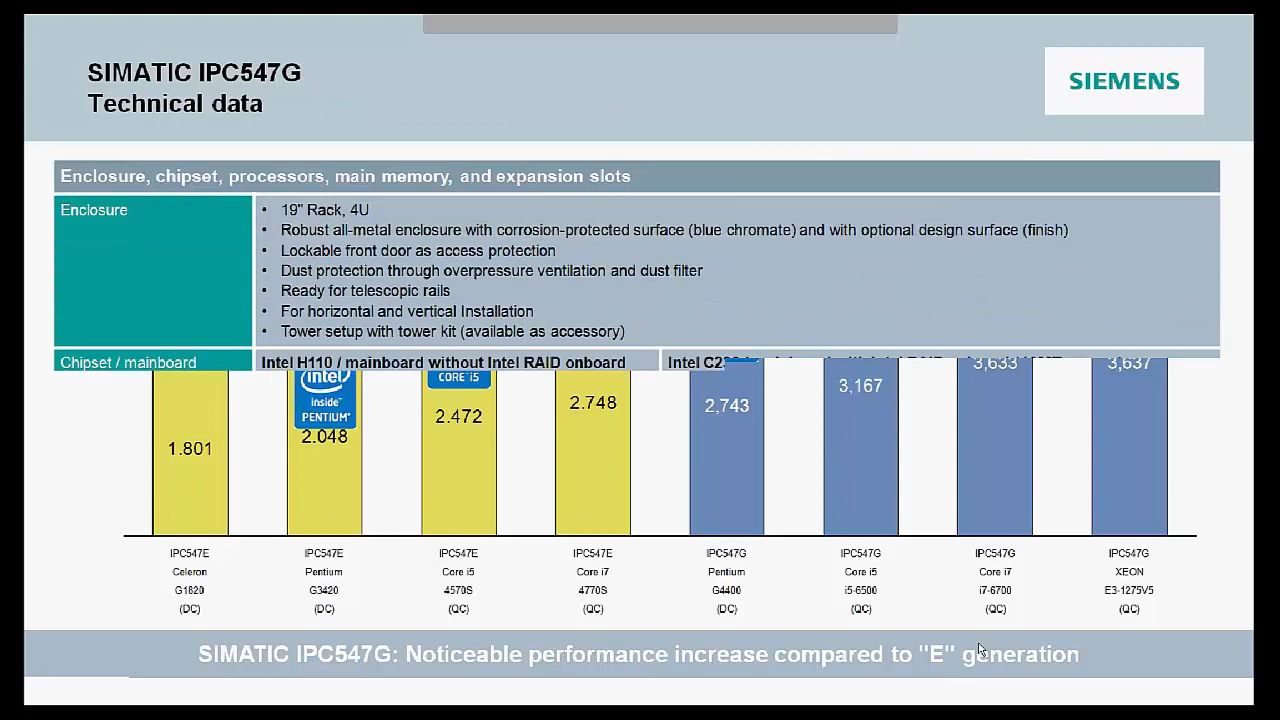 SIMATIC IPC547G
Technical data
SIEMENS
Enclosure, chipset, processors, main memory, and expansion slots
Enclosure
• 19" Rack, 4U
• Robust all-metal enclosure with corrosion-protected surface (blue chromate) and with optional design surface (finish)
• Lockable front door as access protection
• Dust protection through overpressure ventilation and dust filter
• Ready for telescopic rails
• For horizontal and vertical Installation
• Tower setup with tower kit (available as accessory)
Chipset / mainboard
Intel H110 / mainboard without Intel RAID onboard
Intel
3,633
3,637
intel
inside™
PENTIUM®
CORE™ i5
1.801
2.048
2.472
2.748
2,743
3,167
IPC547E
Celeron
G1820
(DC)
IPC547E
Pentium
G3420
(DC)
IPC547E
Core i5
4570S
(QC)
IPC547E
Core i7
4770S
(QC)
IPC547G
Pentium
G4400
(DC)
IPC547G
Core i5
i5-6500
(QC)
IPC547G
Core i7
i7-6700
(QC)
IPC547G
XEON
E3-1275V5
(QC)
SIMATIC IPC547G: Noticeable performance increase compared to "E" generation